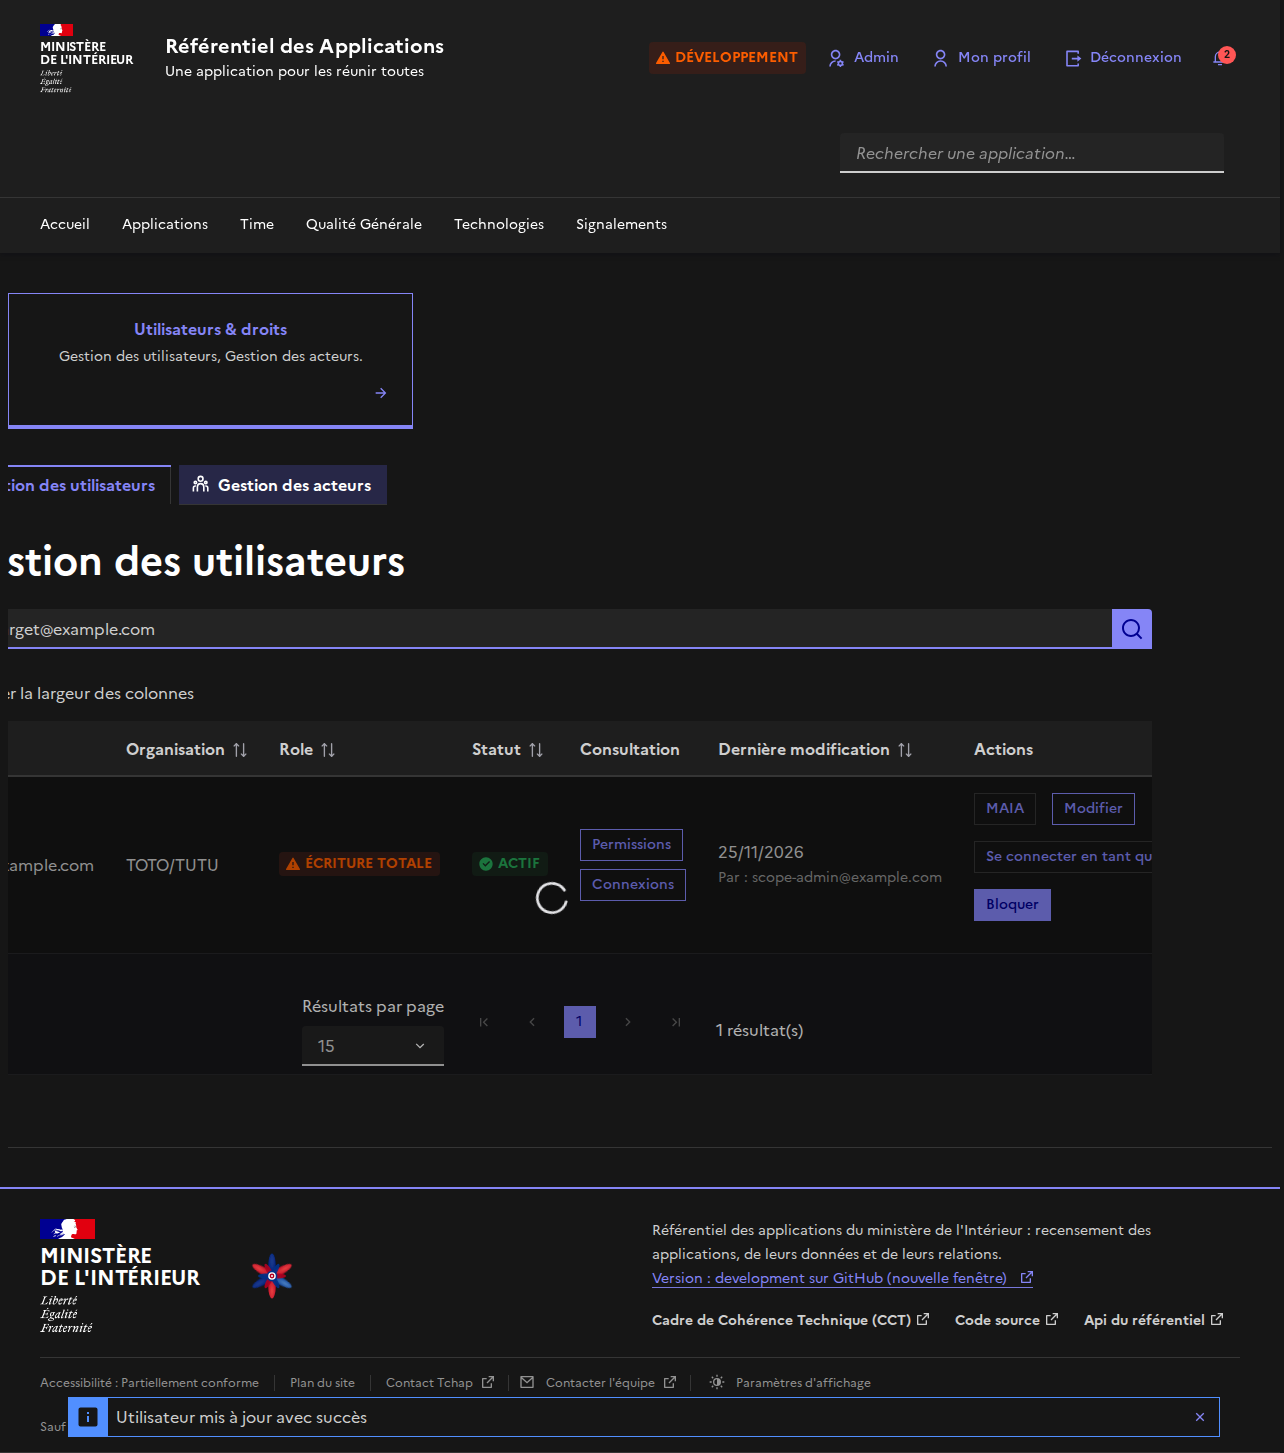 MINISTÈRE
DE L'INTÉRIEUR
Liberté
Égalité
Fraternité
Référentiel des Applications
Une application pour les réunir toutes
DÉVELOPPEMENT
Admin
Mon profil
Déconnexion
2
Rechercher une application...
Accueil
Applications
Time
Qualité Générale
Technologies
Signalements
Utilisateurs & droits
Gestion des utilisateurs, Gestion des acteurs.
tion des utilisateurs
Gestion des acteurs
stion des utilisateurs
rget@example.com
er la largeur des colonnes
Organisation
Role
Statut
Consultation
Dernière modification
Actions
xample.com
TOTO/TUTU
ÉCRITURE TOTALE
ACTIF
Permissions
Connexions
25/11/2026
Par : scope-admin@example.com
MAIA
Modifier
Se connecter en tant qu
Bloquer
Résultats par page
15
1
1 résultat(s)
MINISTÈRE
DE L'INTÉRIEUR
Liberté
Égalité
Fraternité
Référentiel des applications du ministère de l'Intérieur : recensement des
applications, de leurs données et de leurs relations.
Version : development sur GitHub (nouvelle fenêtre)
Cadre de Cohérence Technique (CCT)
Code source
Api du référentiel
Accessibilité : Partiellement conforme
Plan du site
Contact Tchap
Contacter l'équipe
Paramètres d'affichage
Sauf
Utilisateur mis à jour avec succès